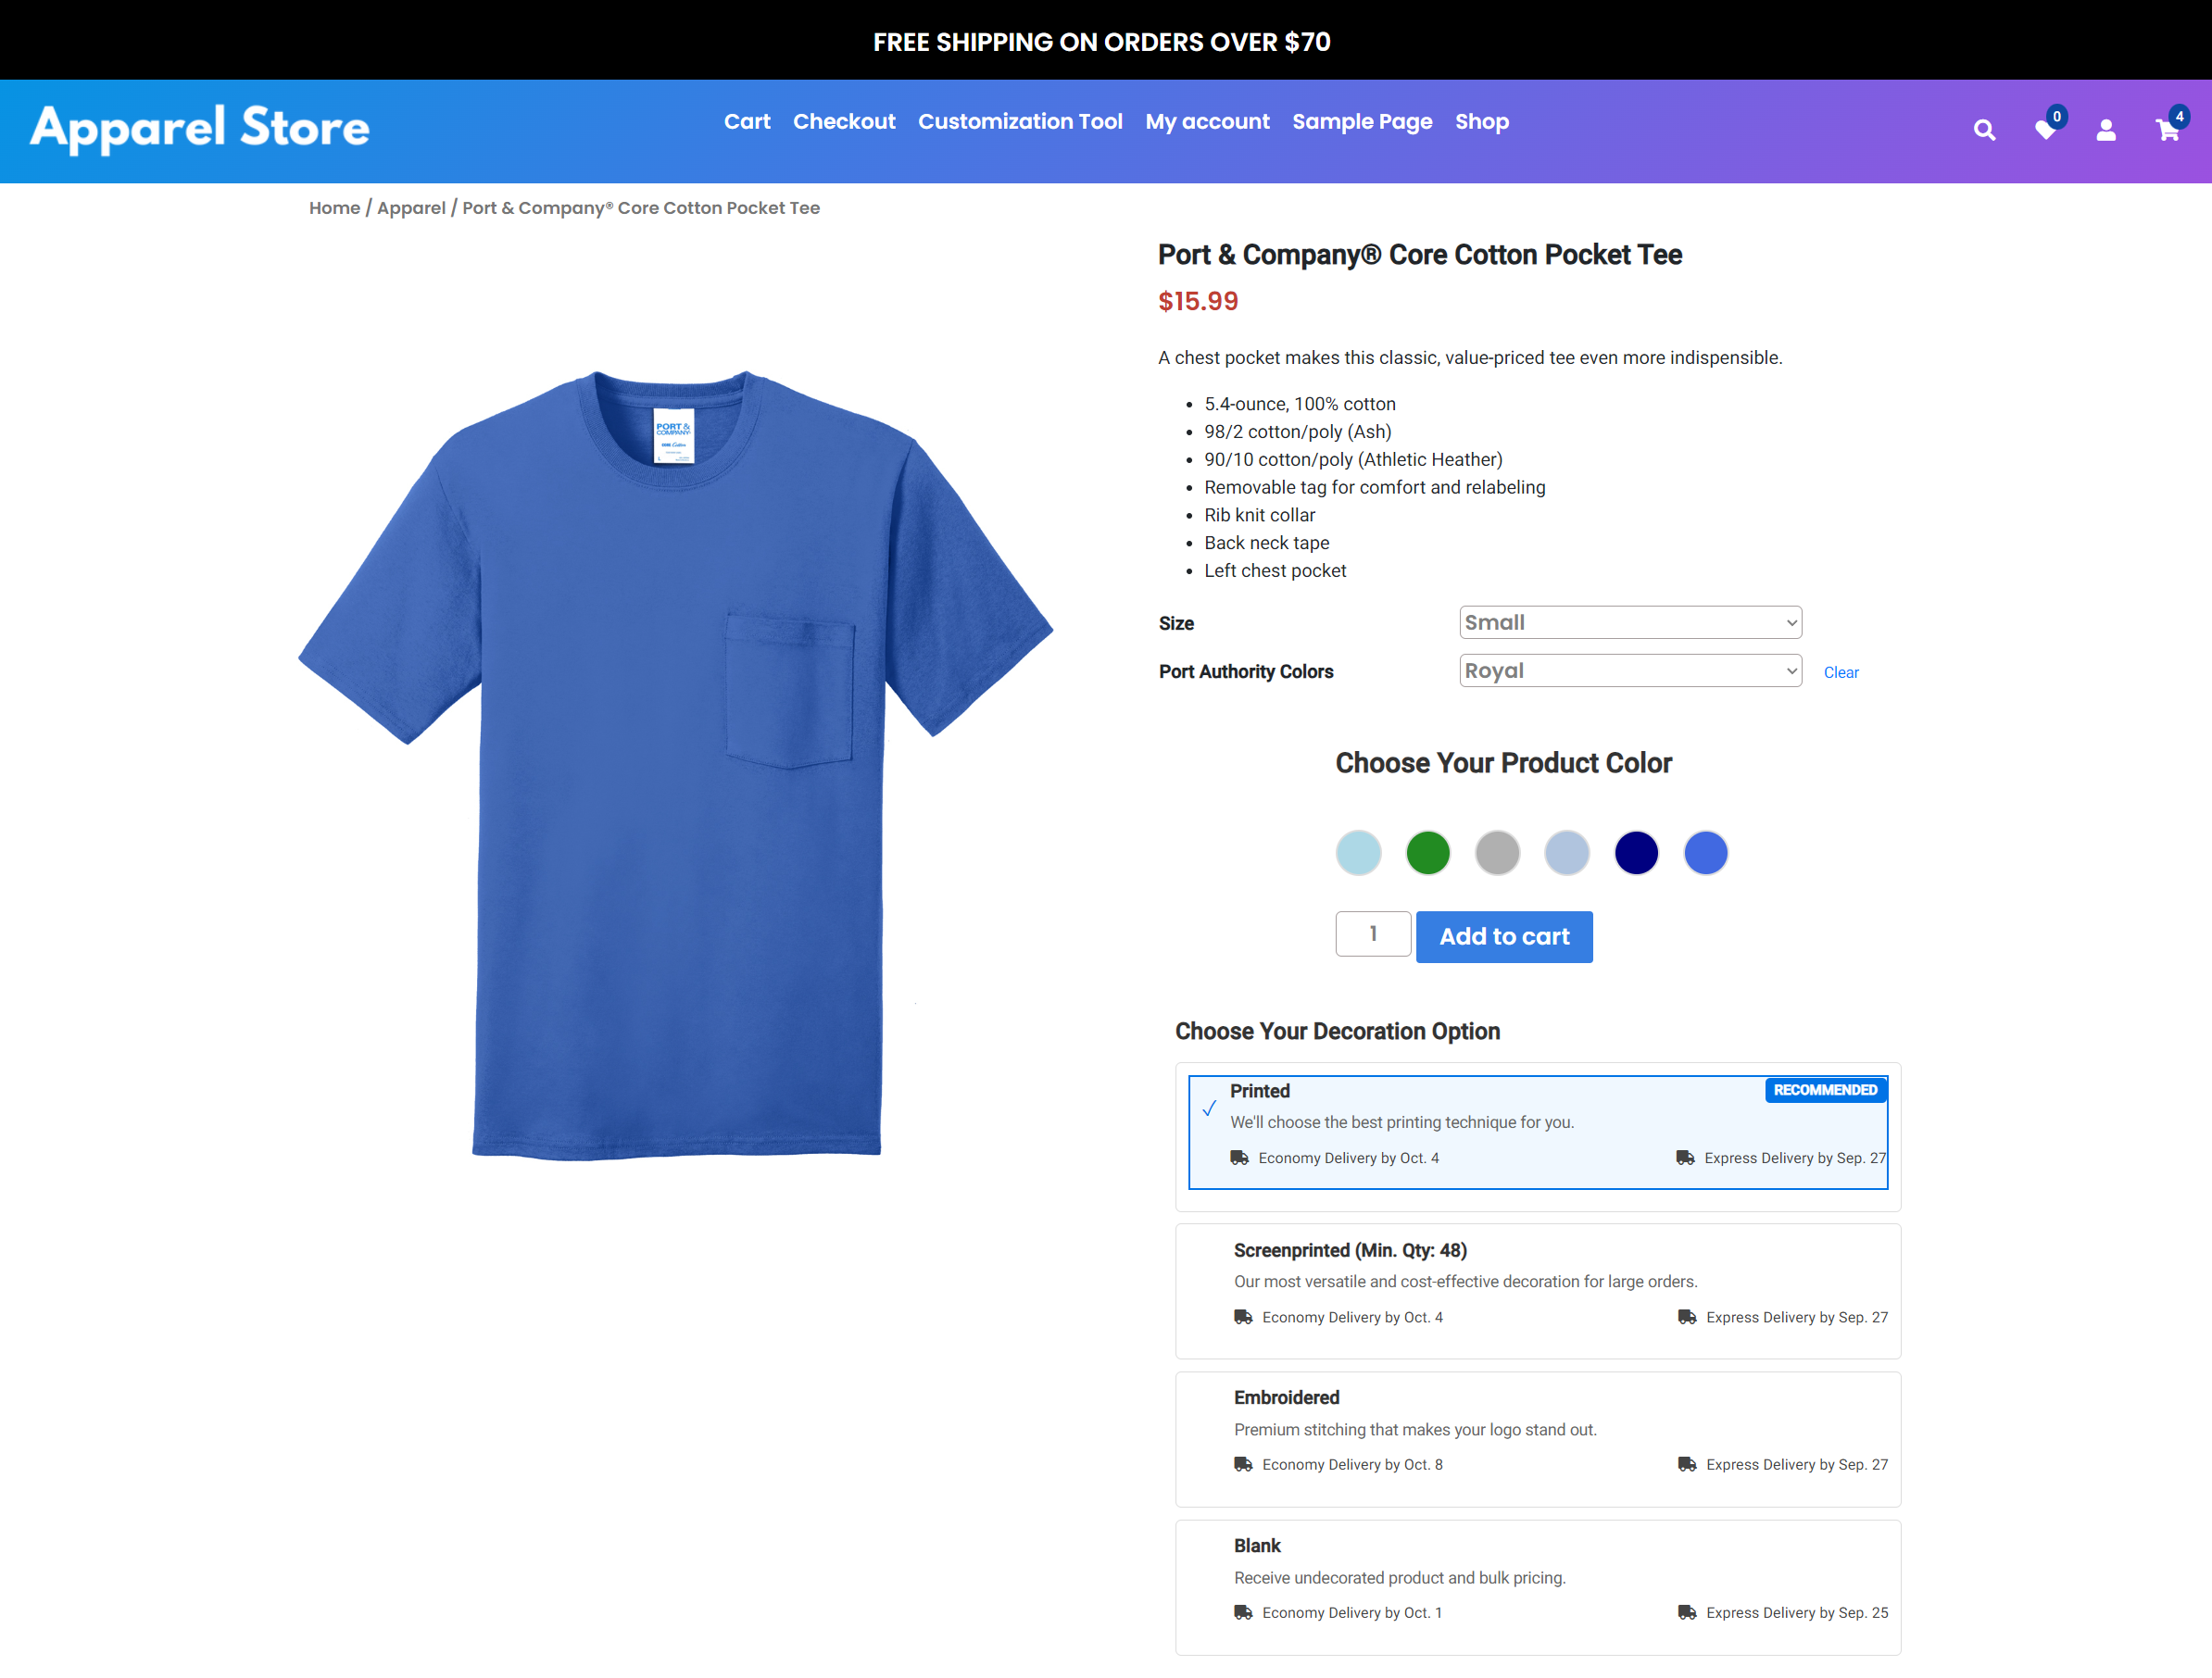 FREE SHIPPING ON ORDERS OVER $70
Apparel Store
Cart Checkout Customization Tool My account Sample Page Shop
0
4
Home / Apparel / Port & Company® Core Cotton Pocket Tee
Port & Company® Core Cotton Pocket Tee
$15.99
A chest pocket makes this classic, value-priced tee even more indispensible.
5.4-ounce, 100% cotton
98/2 cotton/poly (Ash)
90/10 cotton/poly (Athletic Heather)
Removable tag for comfort and relabeling
Rib knit collar
Back neck tape
Left chest pocket
PORT &
COMPANY
Size Small
Port Authority Colors Royal Clear
Choose Your Product Color
1 Add to cart
Choose Your Decoration Option
Printed RECOMMENDED
We'll choose the best printing technique for you.
Economy Delivery by Oct. 4 Express Delivery by Sep. 27
Screenprinted (Min. Qty: 48)
Our most versatile and cost-effective decoration for large orders.
Economy Delivery by Oct. 4 Express Delivery by Sep. 27
Embroidered
Premium stitching that makes your logo stand out.
Economy Delivery by Oct. 8 Express Delivery by Sep. 27
Blank
Receive undecorated product and bulk pricing.
Economy Delivery by Oct. 1 Express Delivery by Sep. 25